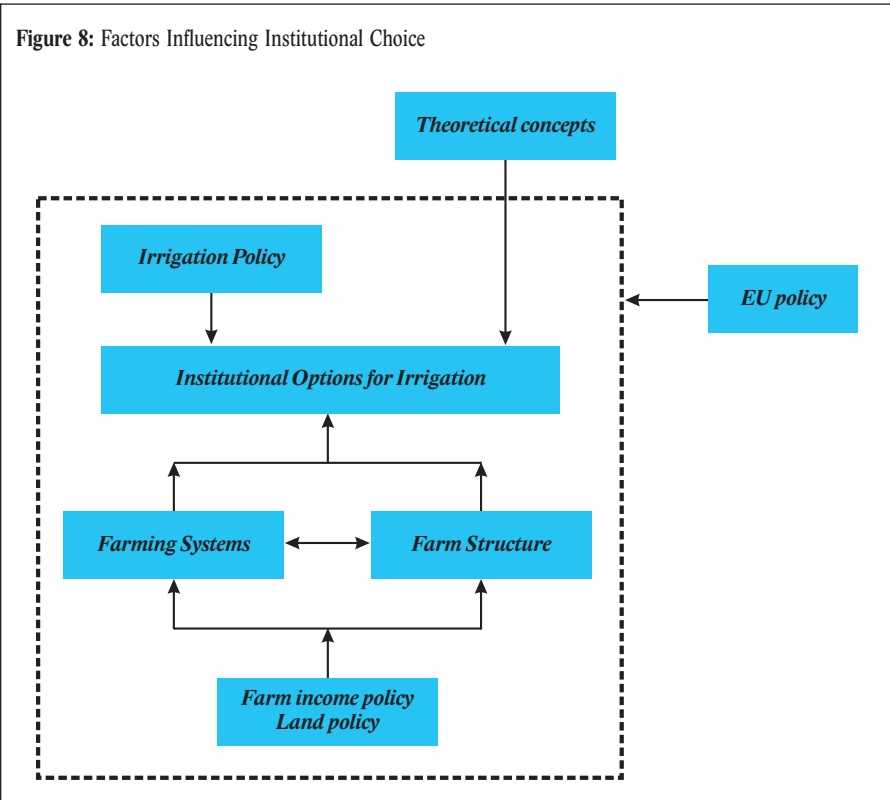 Figure 8: Factors Influencing Institutional Choice
Theoretical concepts
Irrigation Policy
EU policy
Institutional Options for Irrigation
Farming Systems
Farm Structure
Farm income policy
Land policy